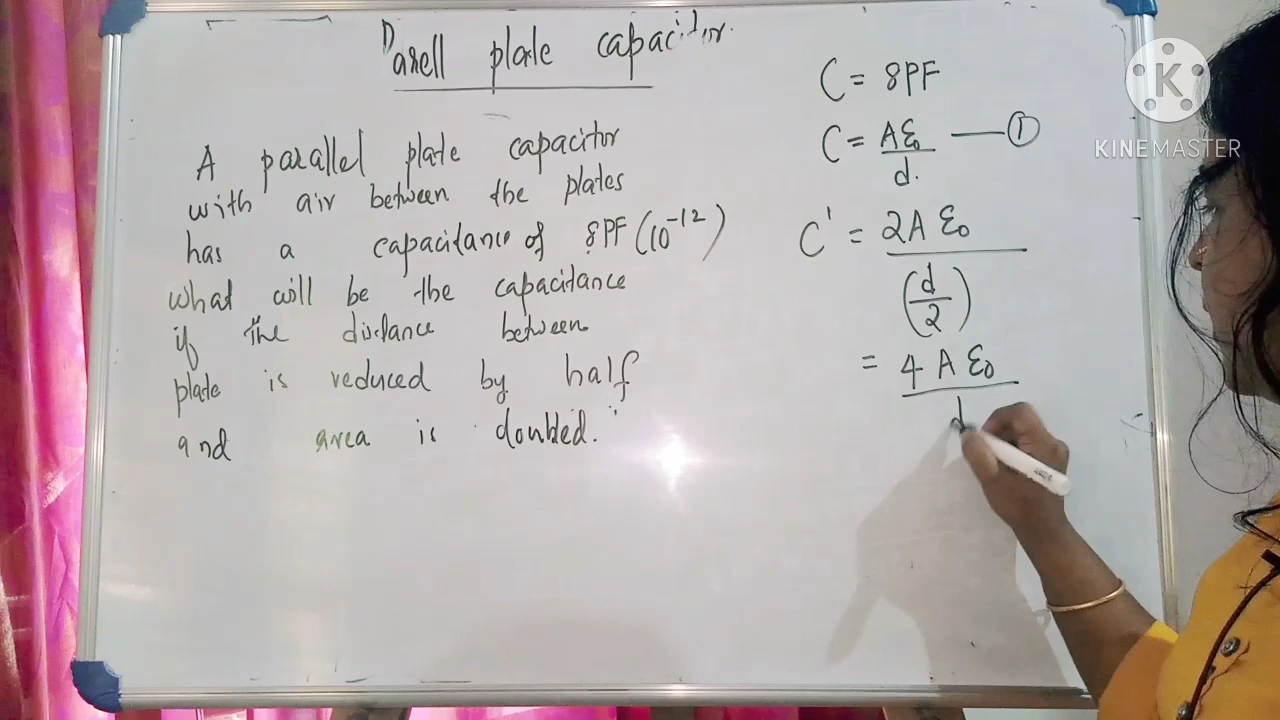 Parell plate capacitor.
A parallel plate capacitor
with air between the plates
has a capacitance of 8PF (10⁻¹²)
what will be the capacitance
if the distance between
plate is reduced by half
and area is doubled.
C = 8PF
C = Aε₀ / d. — ①
C' = 2Aε₀ / (d/2)
= 4Aε₀ / d
K
KINEMASTER